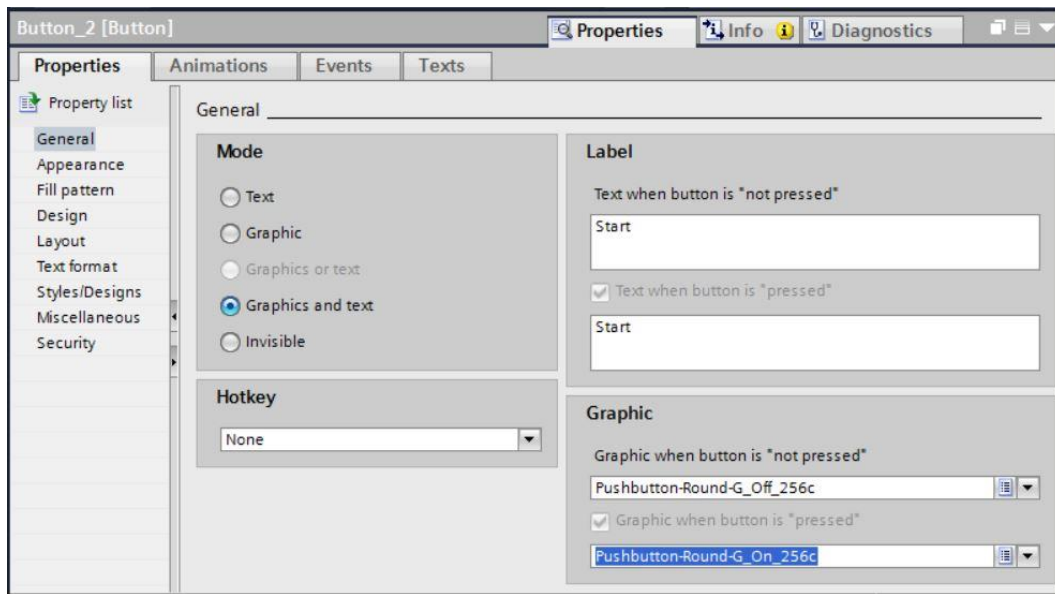 Button_2 [Button]
Properties
Info
Diagnostics
Properties
Animations
Events
Texts
Property list
General
Appearance
Fill pattern
Design
Layout
Text format
Styles/Designs
Miscellaneous
Security
General
Mode
Text
Graphic
Graphics or text
Graphics and text
Invisible
Hotkey
None
Label
Text when button is "not pressed"
Start
Text when button is "pressed"
Start
Graphic
Graphic when button is "not pressed"
Pushbutton-Round-G_Off_256c
Graphic when button is "pressed"
Pushbutton-Round-G_On_256c